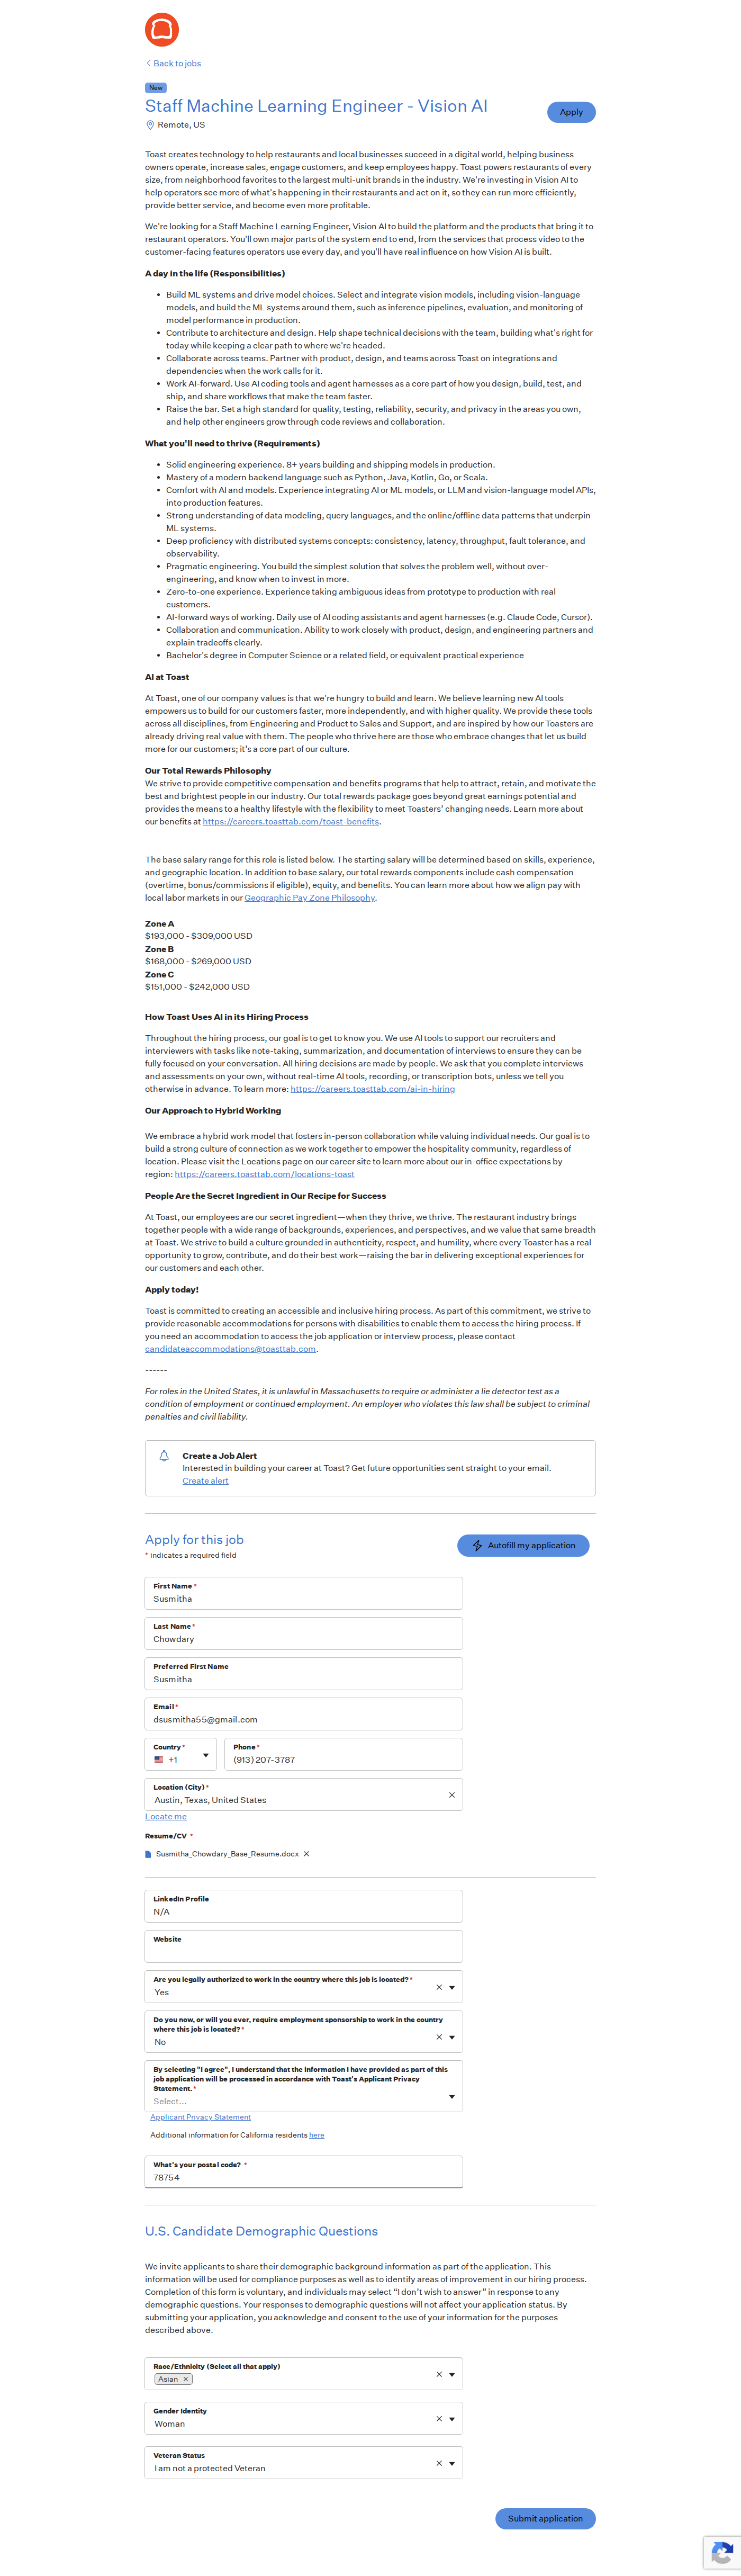 Back to jobs
New
Staff Machine Learning Engineer - Vision AI
Apply
Remote, US
Toast creates technology to help restaurants and local businesses succeed in a digital world, helping business
owners operate, increase sales, engage customers, and keep employees happy. Toast powers restaurants of every
size, from neighborhood favorites to the largest multi-unit brands in the industry. We're investing in Vision AI to
help operators see more of what's happening in their restaurants and act on it, so they can run more efficiently,
provide better service, and become even more profitable.
We're looking for a Staff Machine Learning Engineer, Vision AI to build the platform and the products that bring it to
restaurant operators. You'll own major parts of the system end to end, from the services that process video to the
customer-facing features operators use every day, and you'll have real influence on how Vision AI is built.
A day in the life (Responsibilities)
• Build ML systems and drive model choices. Select and integrate vision models, including vision-language
models, and build the ML systems around them, such as inference pipelines, evaluation, and monitoring of
model performance in production.
• Contribute to architecture and design. Help shape technical decisions with the team, building what's right for
today while keeping a clear path to where we're headed.
• Collaborate across teams. Partner with product, design, and teams across Toast on integrations and
dependencies when the work calls for it.
• Work AI-forward. Use AI coding tools and agent harnesses as a core part of how you design, build, test, and
ship, and share workflows that make the team faster.
• Raise the bar. Set a high standard for quality, testing, reliability, security, and privacy in the areas you own,
and help other engineers grow through code reviews and collaboration.
What you'll need to thrive (Requirements)
• Solid engineering experience. 8+ years building and shipping models in production.
• Mastery of a modern backend language such as Python, Java, Kotlin, Go, or Scala.
• Comfort with AI and models. Experience integrating AI or ML models, or LLM and vision-language model APIs,
into production features.
• Strong understanding of data modeling, query languages, and the online/offline data patterns that underpin
ML systems.
• Deep proficiency with distributed systems concepts: consistency, latency, throughput, fault tolerance, and
observability.
• Pragmatic engineering. You build the simplest solution that solves the problem well, without over-
engineering, and know when to invest in more.
• Zero-to-one experience. Experience taking ambiguous ideas from prototype to production with real
customers.
• AI-forward ways of working. Daily use of AI coding assistants and agent harnesses (e.g. Claude Code, Cursor).
• Collaboration and communication. Ability to work closely with product, design, and engineering partners and
explain tradeoffs clearly.
• Bachelor's degree in Computer Science or a related field, or equivalent practical experience
AI at Toast
At Toast, one of our company values is that we're hungry to build and learn. We believe learning new AI tools
empowers us to build for our customers faster, more independently, and with higher quality. We provide these tools
across all disciplines, from Engineering and Product to Sales and Support, and are inspired by how our Toasters are
already driving real value with them. The people who thrive here are those who embrace changes that let us build
more for our customers; it's a core part of our culture.
Our Total Rewards Philosophy
We strive to provide competitive compensation and benefits programs that help to attract, retain, and motivate the
best and brightest people in our industry. Our total rewards package goes beyond great earnings potential and
provides the means to a healthy lifestyle with the flexibility to meet Toasters' changing needs. Learn more about
our benefits at https://careers.toasttab.com/toast-benefits.
The base salary range for this role is listed below. The starting salary will be determined based on skills, experience,
and geographic location. In addition to base salary, our total rewards components include cash compensation
(overtime, bonus/commissions if eligible), equity, and benefits. You can learn more about how we align pay with
local labor markets in our Geographic Pay Zone Philosophy.
Zone A
$193,000 - $309,000 USD
Zone B
$168,000 - $269,000 USD
Zone C
$151,000 - $242,000 USD
How Toast Uses AI in its Hiring Process
Throughout the hiring process, our goal is to get to know you. We use AI tools to support our recruiters and
interviewers with tasks like note-taking, summarization, and documentation of interviews to ensure they can be
fully focused on your conversation. All hiring decisions are made by people. We ask that you complete interviews
and assessments on your own, without real-time AI tools, recording, or transcription bots, unless we tell you
otherwise in advance. To learn more: https://careers.toasttab.com/ai-in-hiring
Our Approach to Hybrid Working
We embrace a hybrid work model that fosters in-person collaboration while valuing individual needs. Our goal is to
build a strong culture of connection as we work together to empower the hospitality community, regardless of
location. Please visit the Locations page on our career site to learn more about our in-office expectations by
region: https://careers.toasttab.com/locations-toast
People Are the Secret Ingredient in Our Recipe for Success
At Toast, our employees are our secret ingredient—when they thrive, we thrive. The restaurant industry brings
together people with a wide range of backgrounds, experiences, and perspectives, and we value that same breadth
at Toast. We strive to build a culture grounded in authenticity, respect, and humility, where every Toaster has a real
opportunity to grow, contribute, and do their best work—raising the bar in delivering exceptional experiences for
our customers and each other.
Apply today!
Toast is committed to creating an accessible and inclusive hiring process. As part of this commitment, we strive to
provide reasonable accommodations for persons with disabilities to enable them to access the hiring process. If
you need an accommodation to access the job application or interview process, please contact
candidateaccommodations@toasttab.com.
------
For roles in the United States, it is unlawful in Massachusetts to require or administer a lie detector test as a
condition of employment or continued employment. An employer who violates this law shall be subject to criminal
penalties and civil liability.
Create a Job Alert
Interested in building your career at Toast? Get future opportunities sent straight to your email.
Create alert
Apply for this job
Autofill my application
* indicates a required field
First Name *
Susmitha
Last Name *
Chowdary
Preferred First Name
Susmitha
Email *
dsusmitha55@gmail.com
Country * Phone *
+1 (913) 207-3787
Location (City) *
Austin, Texas, United States
Locate me
Resume/CV *
Susmitha_Chowdary_Base_Resume.docx
LinkedIn Profile
N/A
Website
Are you legally authorized to work in the country where this job is located? *
Yes
Do you now, or will you ever, require employment sponsorship to work in the country
where this job is located? *
No
By selecting "I agree", I understand that the information I have provided as part of this
job application will be processed in accordance with Toast's Applicant Privacy
Statement. *
Select...
Applicant Privacy Statement
Additional information for California residents here
What's your postal code? *
78754
U.S. Candidate Demographic Questions
We invite applicants to share their demographic background information as part of the application. This
information will be used for compliance purposes as well as to identify areas of improvement in our hiring process.
Completion of this form is voluntary, and individuals may select “I don’t wish to answer” in response to any
demographic questions. Your responses to demographic questions will not affect your application status. By
submitting your application, you acknowledge and consent to the use of your information for the purposes
described above.
Race/Ethnicity (Select all that apply)
Asian
Gender Identity
Woman
Veteran Status
I am not a protected Veteran
Submit application